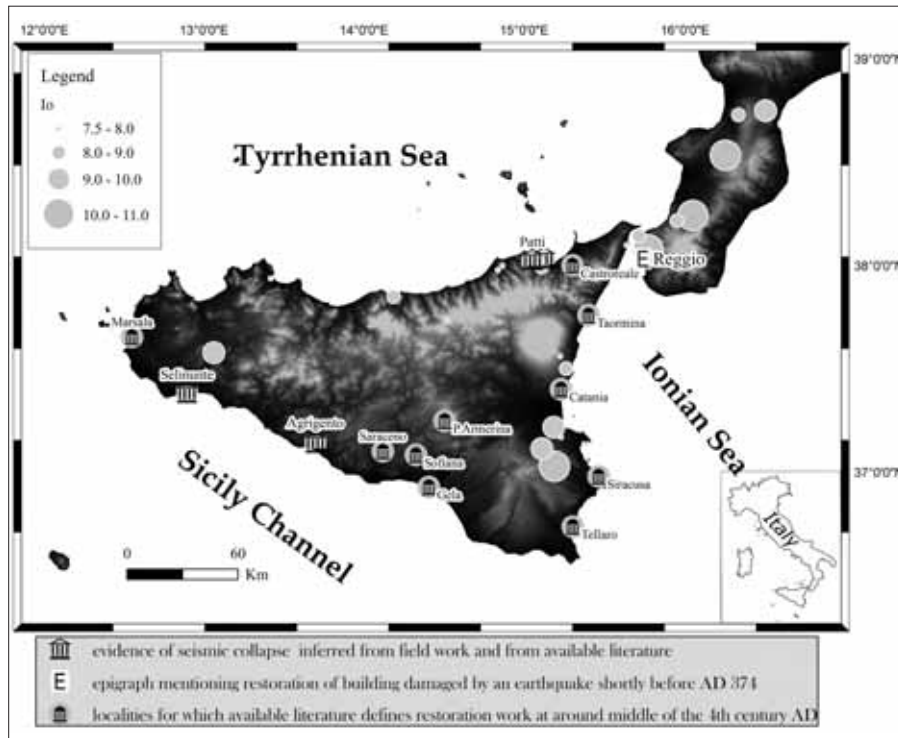 12°0'0"E 13°0'0"E 14°0'0"E 15°0'0"E 16°0'0"E
Legend
Io
7.5 - 8.0
8.0 - 9.0
9.0 - 10.0
10.0 - 11.0
39°0'0"N
Tyrrhenian Sea
Patti
E Reggio
38°0'0"N
Castroreale
Marsala
Taormina
Selinunte
Catania
Ionian Sea
Agrigento
P.Armerina
Saraceno
Sofiana
37°0'0"N
Siracusa
Gela
Sicily Channel
Tellaro
Italy
0 60
Km
evidence of seismic collapse inferred from field work and from available literature
E epigraph mentioning restoration of building damaged by an earthquake shortly before AD 374
localities for which available literature defines restoration work at around middle of the 4th century AD